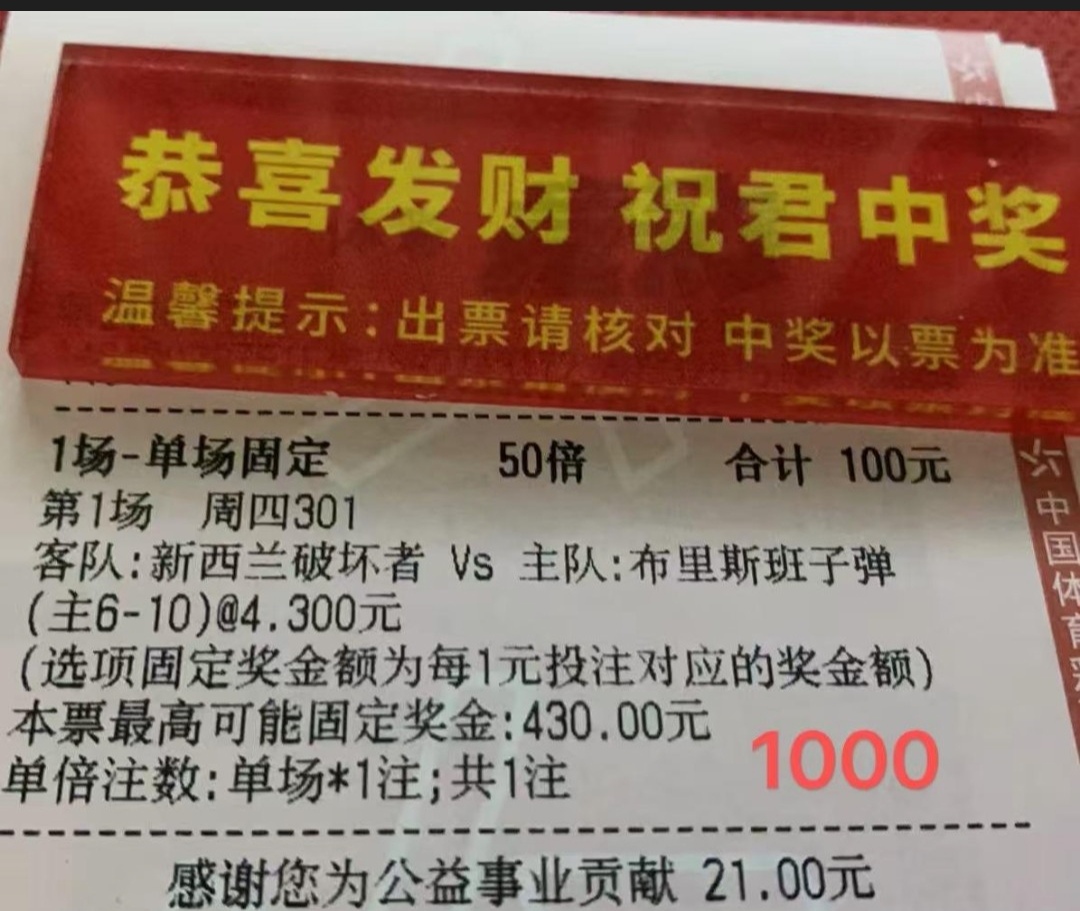 恭喜发财 祝君中奖
温馨提示:出票请核对 中奖以票为准
1场-单场固定 50倍 合计 100元
第1场 周四301
客队:新西兰破坏者 Vs 主队:布里斯班子弹
(主6-10)@4.300元
(选项固定奖金额为每1元投注对应的奖金额)
本票最高可能固定奖金:430.00元
1000
单倍注数:单场*1注;共1注
感谢您为公益事业贡献 21.00元
中国体育彩